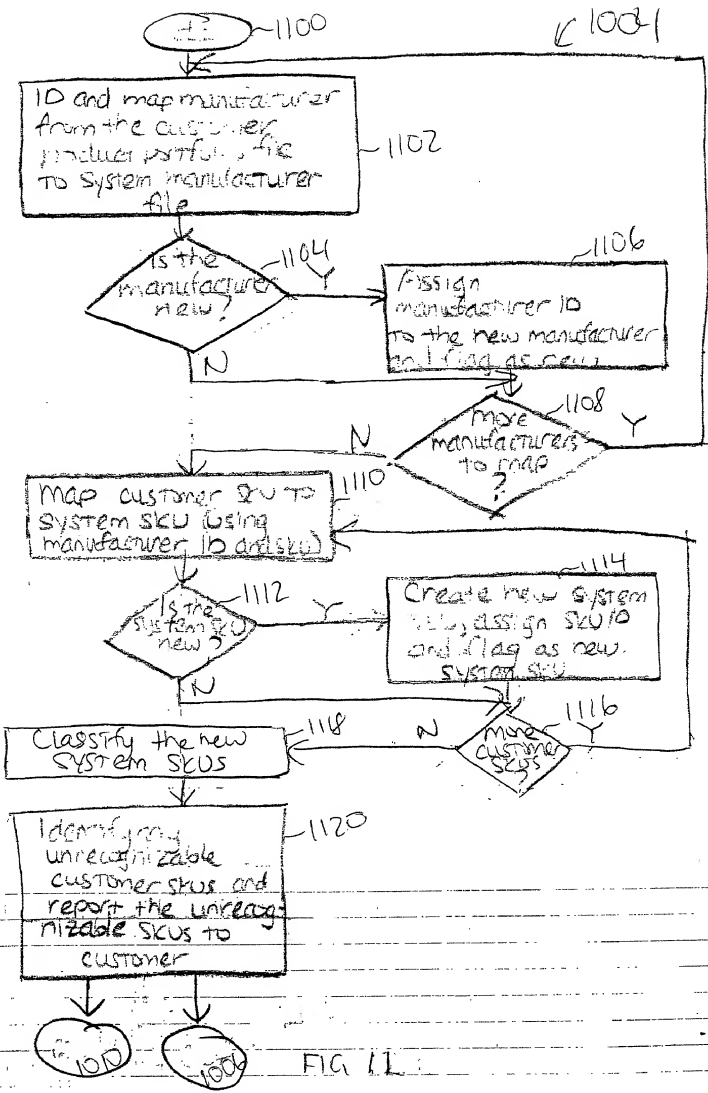 1100
1004
ID and map manufacturer
from the customer
product portfolio file
to system manufacturer
file
1102
Is the
manufacturer
new?
1104
Y
N
1106
Assign
manufacturer ID
to the new manufacturer
and flag as new
more
manufacturers
to map
?
1108
Y
N
Map customer SKU to
system SKU (using
manufacturer ID and SKU)
1110
Is the
system SKU
new?
1112
Y
N
1114
Create new system
assign SKU ID
and flag as new
system SKU
more
customer
SKUs
?
1116
Y
N
Classify the new
system SKUs
1118
Identify any
unrecognizable
customer SKUs and
report the unrecog-
nizable SKUs to
customer
1120
1010
1006
FIG 11